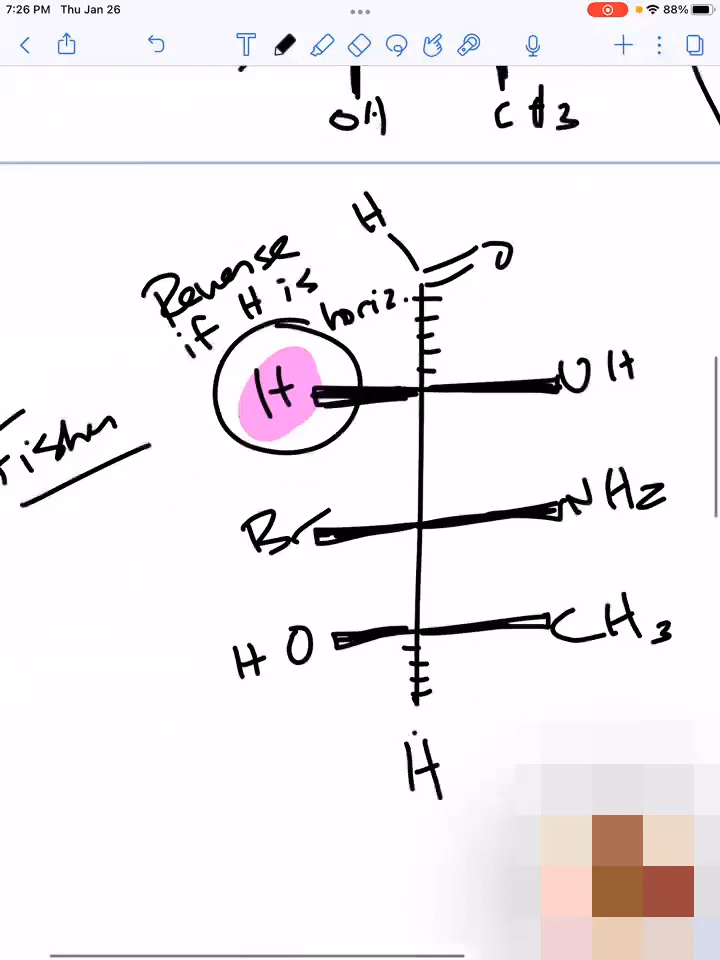 7:26 PM Thu Jan 26
88%
T
OH
CH3
H
O
Reverse
if H is
horiz.
H
OH
Fisher
Br
NH2
HO
CH3
H